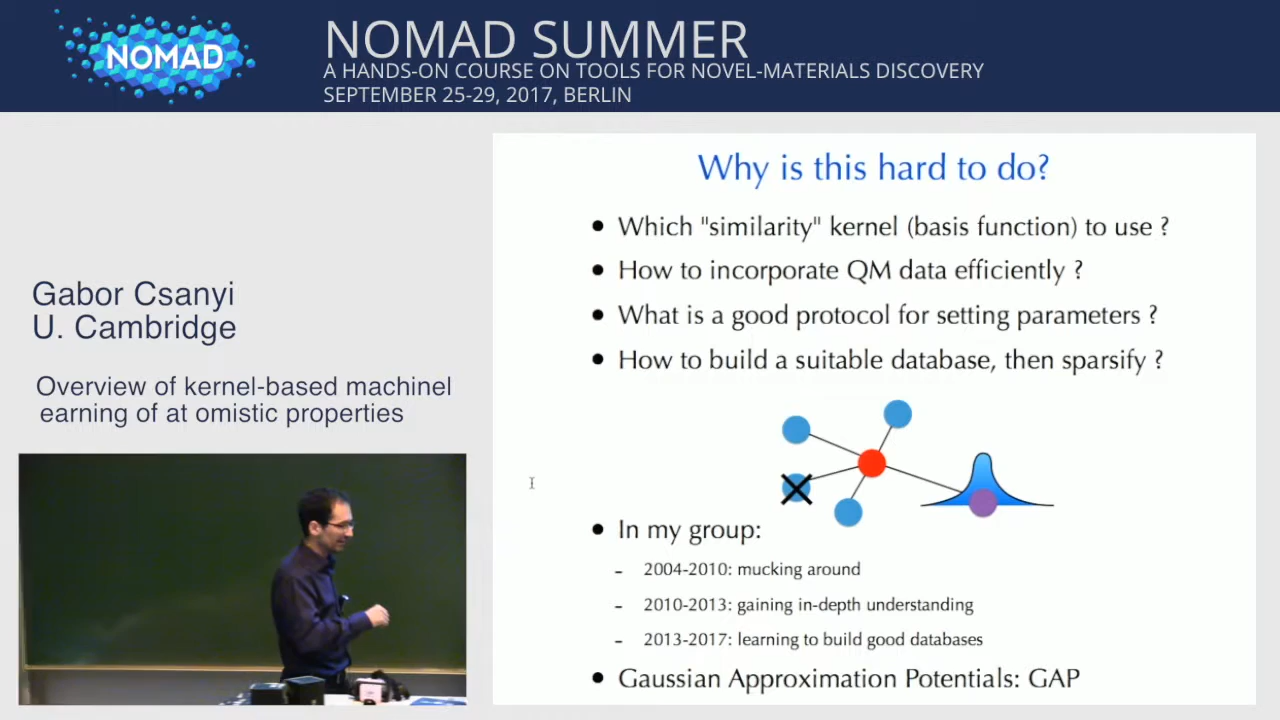 NOMAD
NOMAD SUMMER
A HANDS-ON COURSE ON TOOLS FOR NOVEL-MATERIALS DISCOVERY
SEPTEMBER 25-29, 2017, BERLIN
Gabor Csanyi
U. Cambridge
Overview of kernel-based machinel
earning of at omistic properties
Why is this hard to do?
• Which "similarity" kernel (basis function) to use ?
• How to incorporate QM data efficiently ?
• What is a good protocol for setting parameters ?
• How to build a suitable database, then sparsify ?
• In my group:
- 2004-2010: mucking around
- 2010-2013: gaining in-depth understanding
- 2013-2017: learning to build good databases
• Gaussian Approximation Potentials: GAP